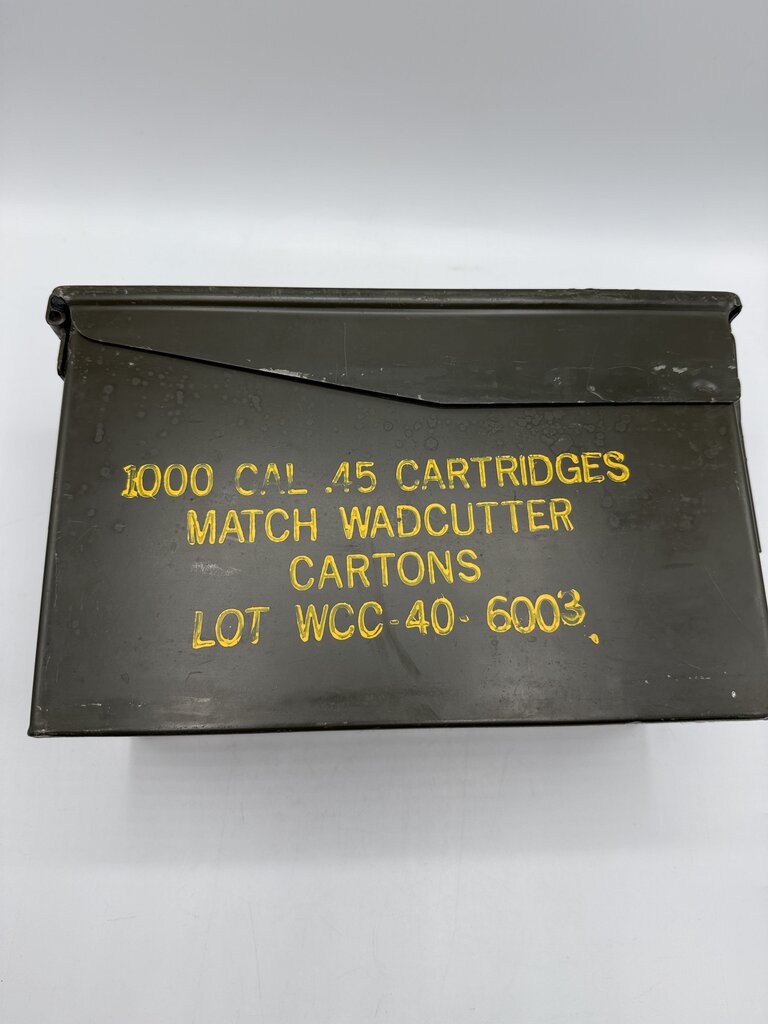 1000 CAL .45 CARTRIDGES
MATCH WADCUTTER
CARTONS
LOT WCC-40-6003